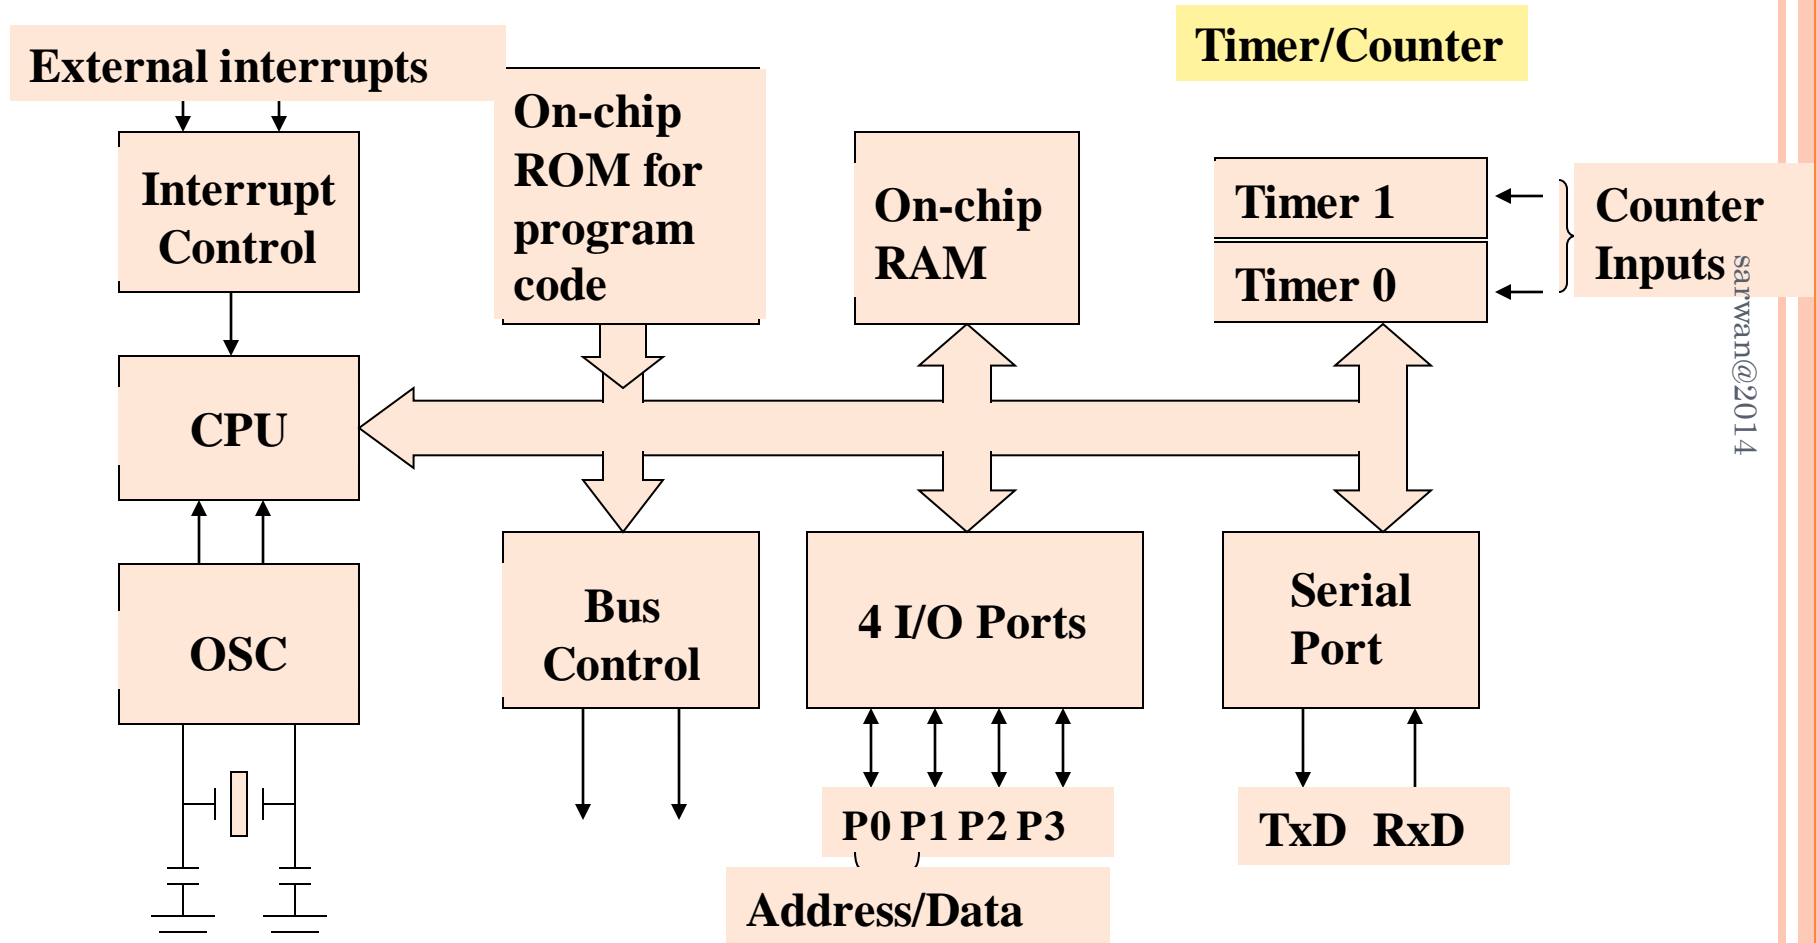 External interrupts
Timer/Counter
On-chip
ROM for
program
code
Interrupt
Control
On-chip
RAM
Timer 1
Timer 0
Counter
Inputs
sarwan@2014
CPU
OSC
Bus
Control
4 I/O Ports
Serial
Port
P0 P1 P2 P3
TxD RxD
Address/Data